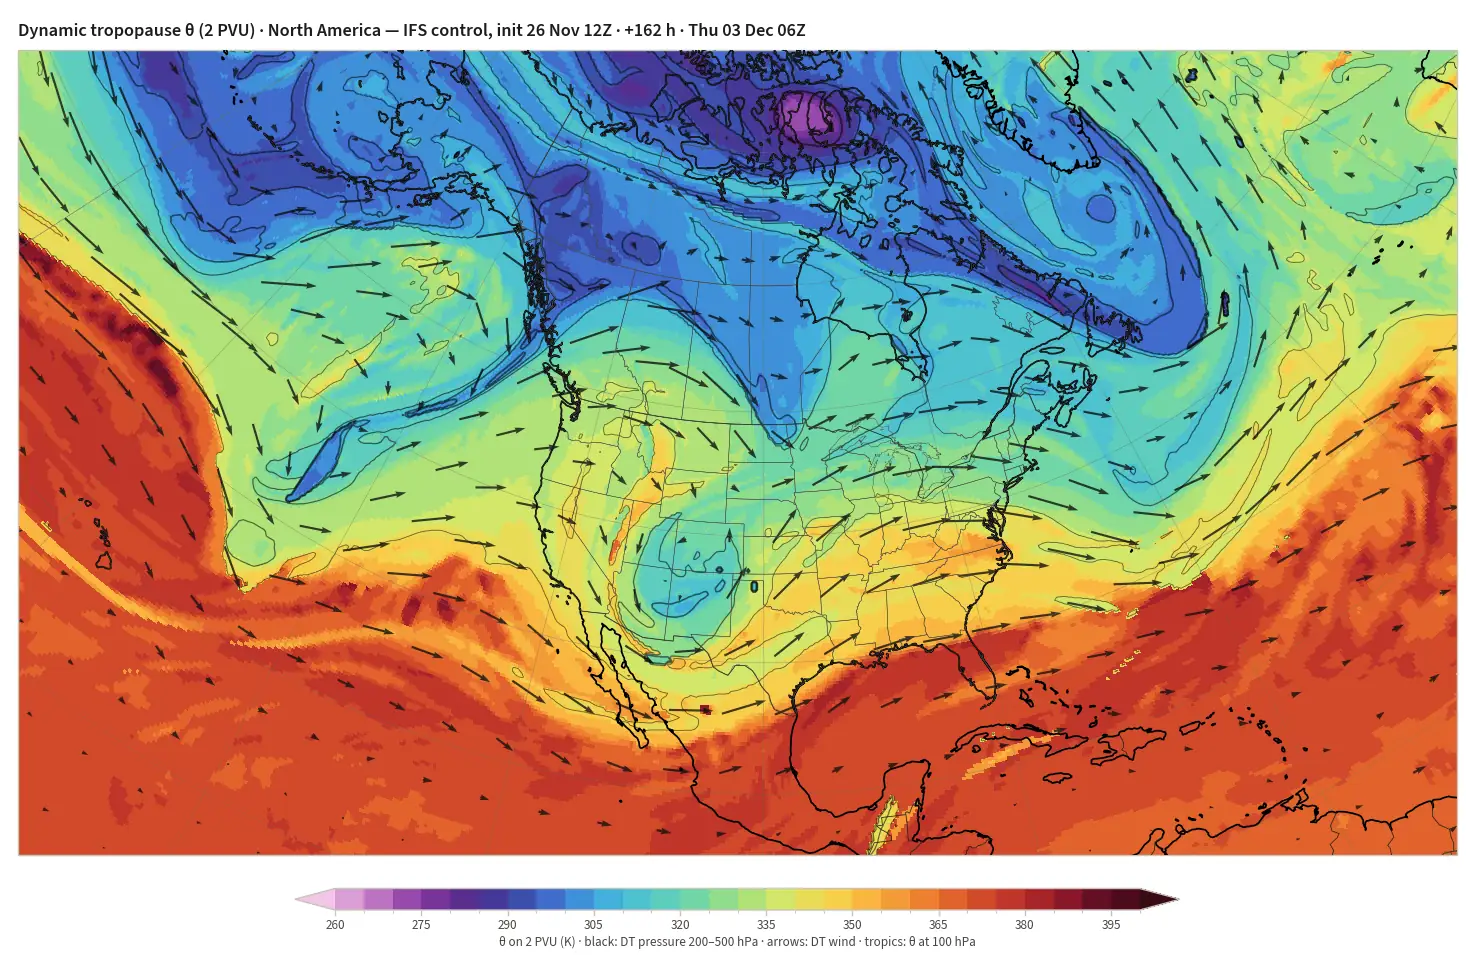 Dynamic tropopause θ (2 PVU) · North America — IFS control, init 26 Nov 12Z · +162 h · Thu 03 Dec 06Z
260 275 290 305 320 335 350 365 380 395
θ on 2 PVU (K) · black: DT pressure 200–500 hPa · arrows: DT wind · tropics: θ at 100 hPa